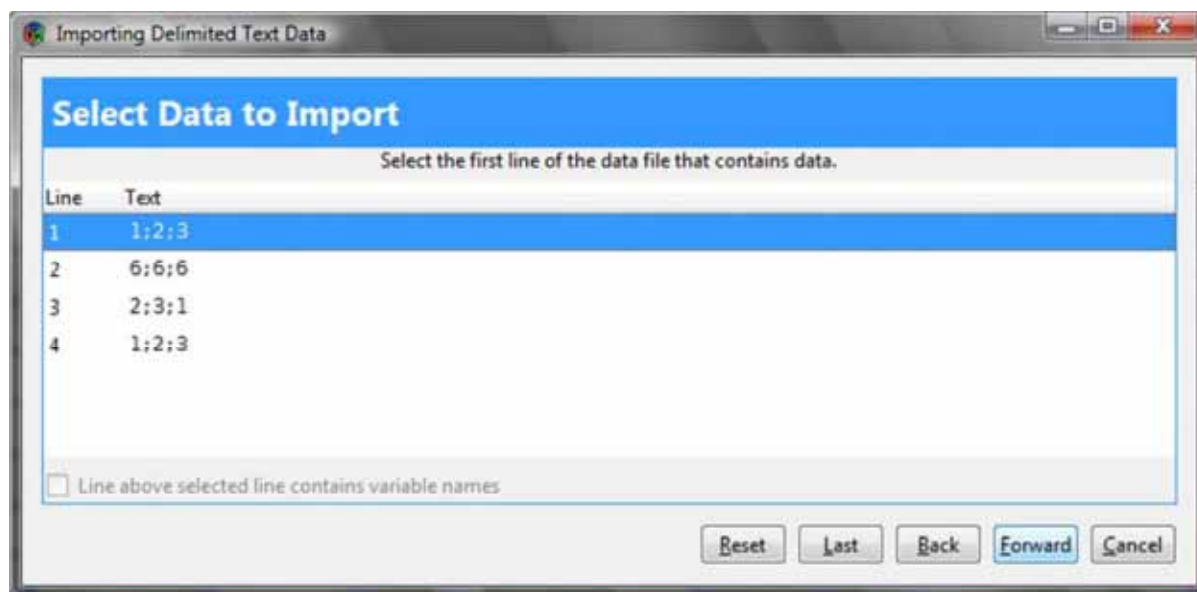 Importing Delimited Text Data
Select Data to Import
Select the first line of the data file that contains data.
Line Text
1 1;2;3
2 6;6;6
3 2;3;1
4 1;2;3
Line above selected line contains variable names
Reset Last Back Forward Cancel